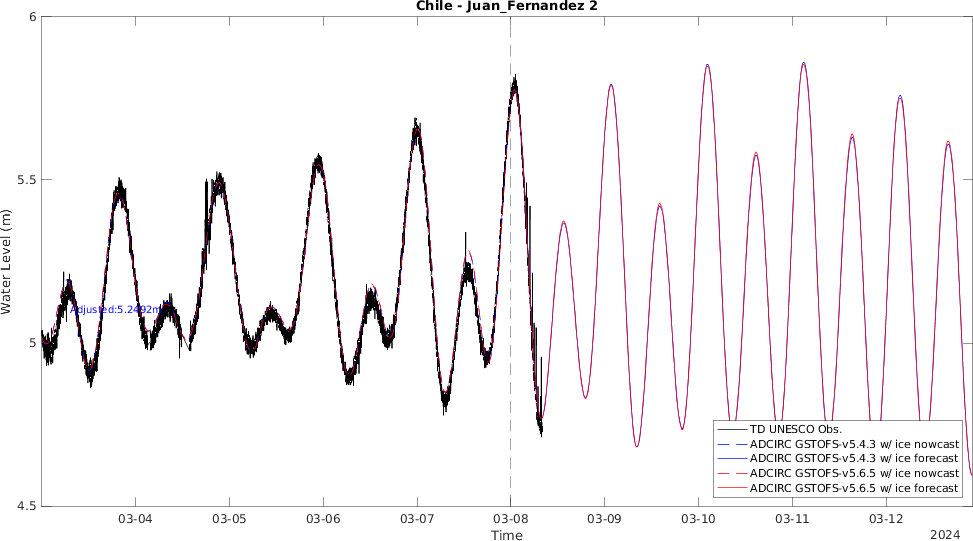 Chile - Juan_Fernandez 2
6
5.5
5
4.5
Water Level (m)
Adjusted:5.2492m
TD UNESCO Obs.
ADCIRC GSTOFS-v5.4.3 w/ ice nowcast
ADCIRC GSTOFS-v5.4.3 w/ ice forecast
ADCIRC GSTOFS-v5.6.5 w/ ice nowcast
ADCIRC GSTOFS-v5.6.5 w/ ice forecast
03-04 03-05 03-06 03-07 03-08 03-09 03-10 03-11 03-12
Time
2024